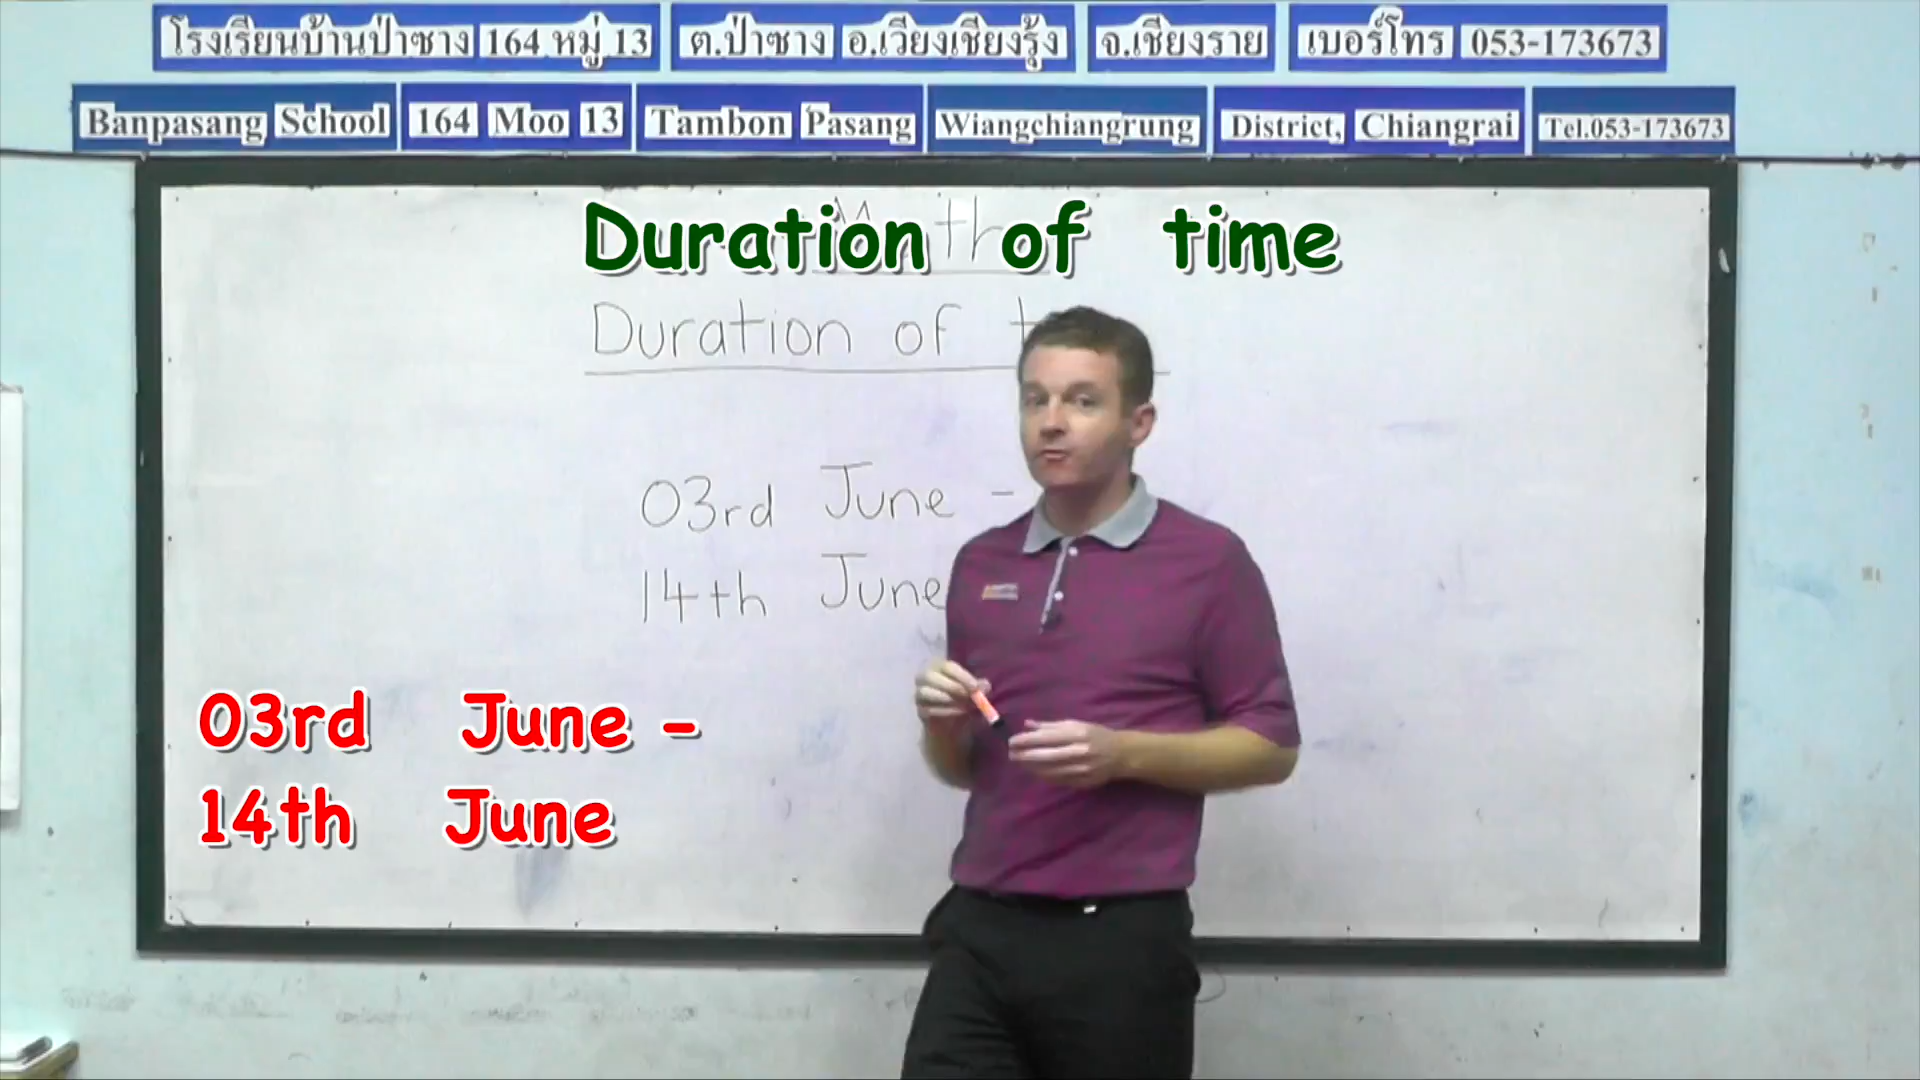 โรงเรียนบ้านป่าซาง 164 หมู่ 13 ต.ป่าซาง อ.เวียงเชียงรุ้ง จ.เชียงราย เบอร์โทร 053-173673
Banpasang School 164 Moo 13 Tambon Pasang Wiangchiangrung District, Chiangrai Tel.053-173673
Duration of time
Duration of
03rd June -
14th June
03rd June -
14th June